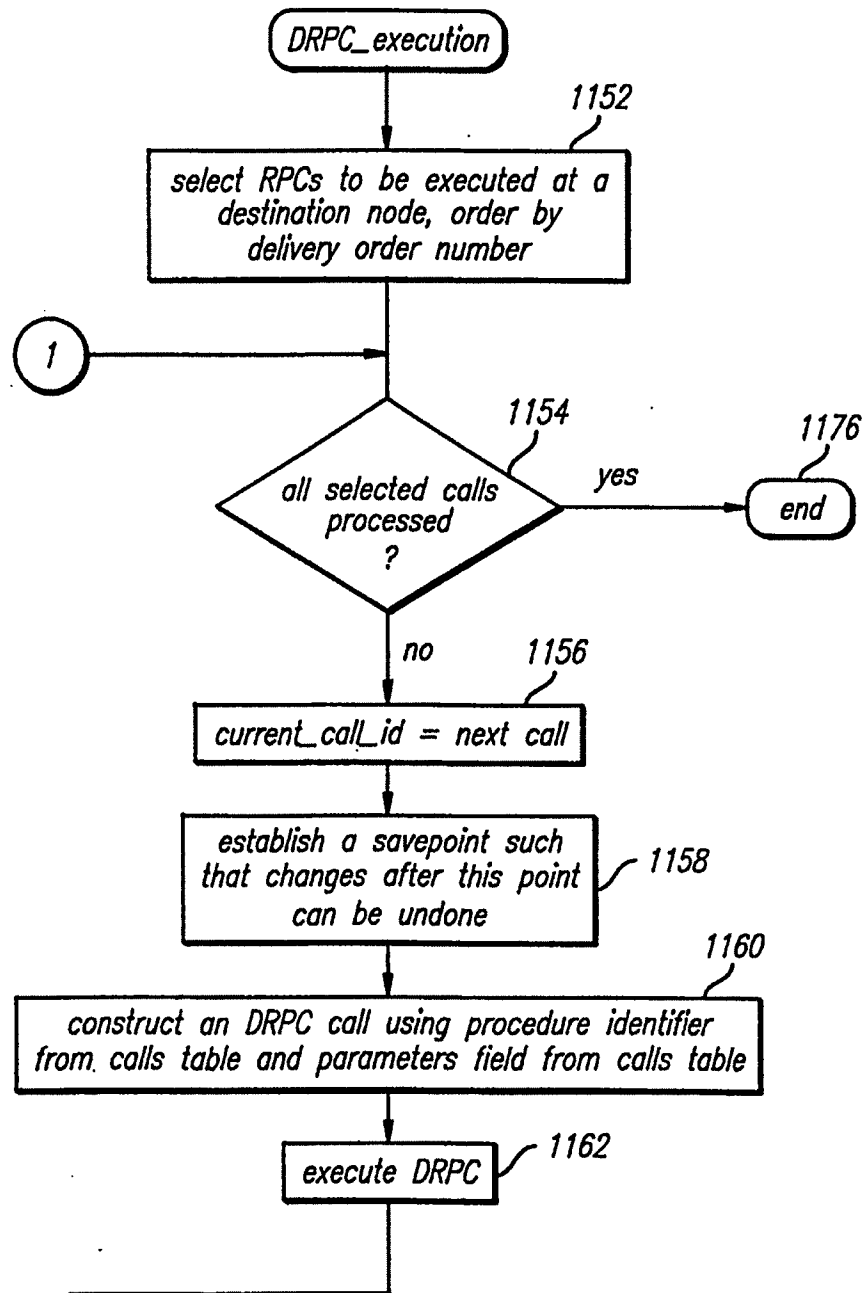 DRPC_execution
1152
select RPCs to be executed at a
destination node, order by
delivery order number
1
1154
all selected calls
processed
?
yes
1176
end
no
1156
current_call_id = next call
establish a savepoint such
that changes after this point
can be undone
1158
1160
construct an DRPC call using procedure identifier
from calls table and parameters field from calls table
execute DRPC
1162